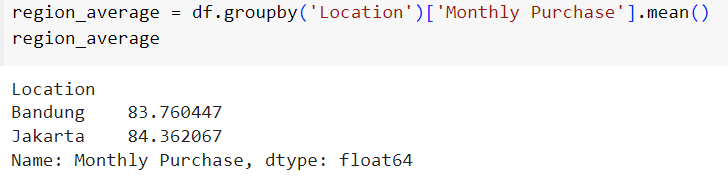 region_average = df.groupby('Location')['Monthly Purchase'].mean()
region_average
Location
Bandung    83.760447
Jakarta    84.362067
Name: Monthly Purchase, dtype: float64